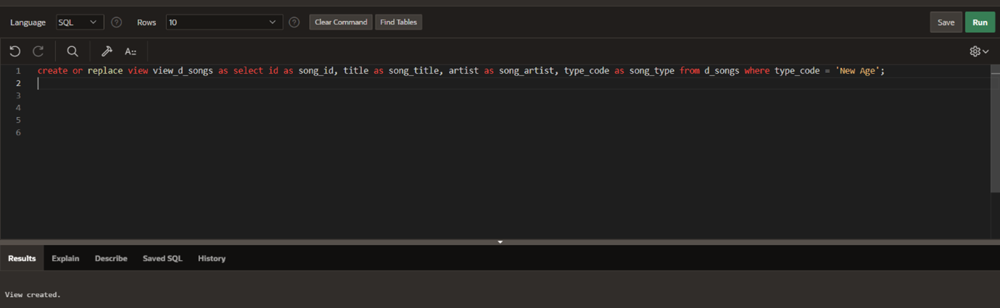 Language SQL Rows 10 Clear Command Find Tables Save Run
A::
1 create or replace view view_d_songs as select id as song_id, title as song_title, artist as song_artist, type_code as song_type from d_songs where type_code = 'New Age';
2
3
4
5
6
Results Explain Describe Saved SQL History
View created.